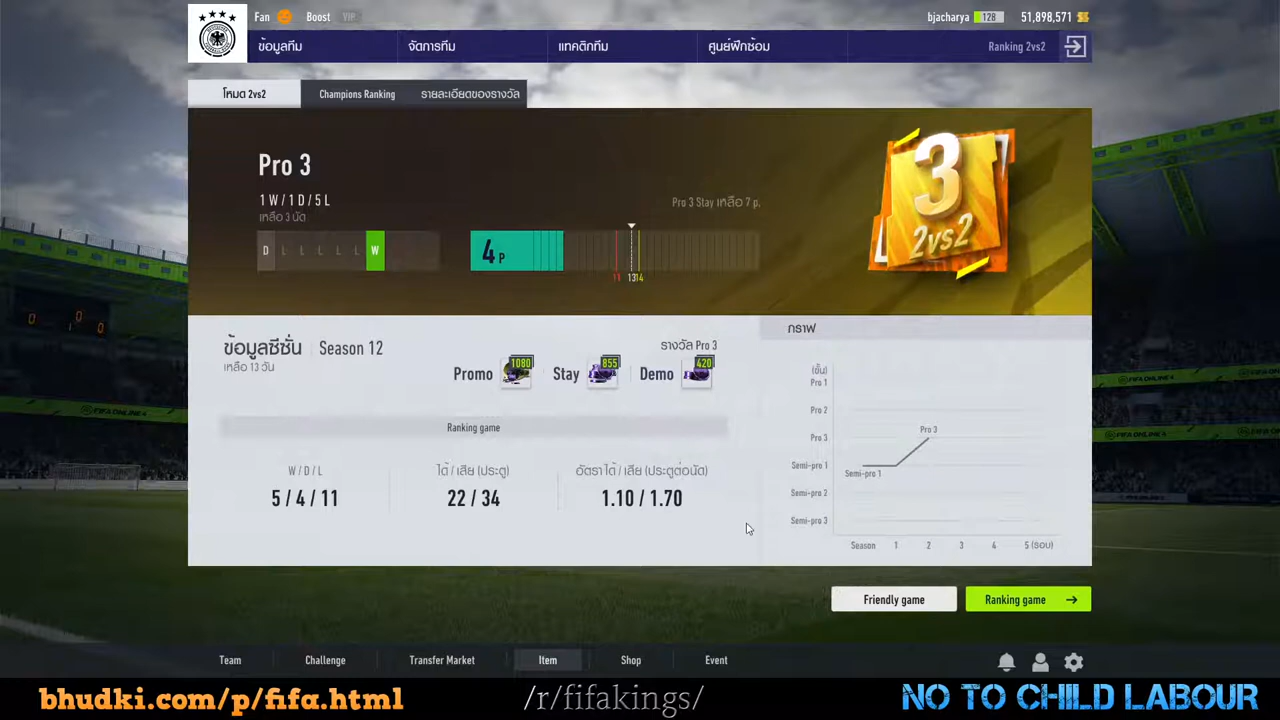 Fan Boost VIP bjacharya 128 51,898,571
ข้อมูลทีม จัดการทีม แทคติกทีม ศูนย์ฝึกซ้อม Ranking 2vs2
โหมด 2vs2 Champions Ranking รายละเอียดของรางวัล
Pro 3
1 W / 1 D / 5 L
เหลือ 3 นัด
Pro 3 Stay เหลือ 7 p.
D L L L L L W
4 P
11 13 14
3
2vs2
0 0 0
ข้อมูลซีซั่น Season 12
เหลือ 13 วัน
รางวัล Pro 3
Promo 1080 Stay 855 Demo 420
Ranking game
W / D / L ได้ / เสีย (ประตู) อัตราได้ / เสีย (ประตูต่อนัด)
5 / 4 / 11 22 / 34 1.10 / 1.70
กราฟ
(ชั้น)
Pro 1
Pro 2
Pro 3
Semi-pro 1
Semi-pro 2
Semi-pro 3
Pro 3
Semi-pro 1
Season 1 2 3 4 5 (รอบ)
Friendly game Ranking game
Team Challenge Transfer Market Item Shop Event
bhudki.com/p/fifa.html /r/fifakings/ NO TO CHILD LABOUR